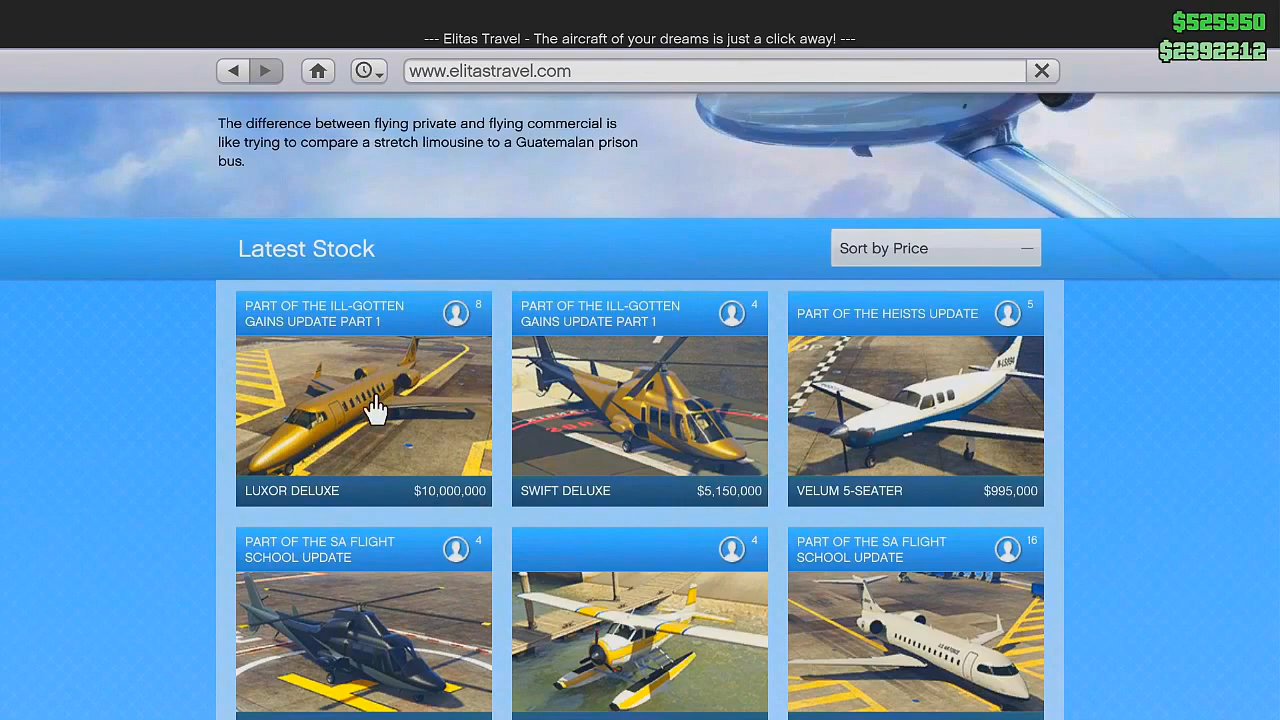 $525950
--- Elitas Travel - The aircraft of your dreams is just a click away! ---
$2392212
www.elitastravel.com
The difference between flying private and flying commercial is
like trying to compare a stretch limousine to a Guatemalan prison
bus.
Latest Stock
Sort by Price
PART OF THE ILL-GOTTEN
GAINS UPDATE PART 1
8
PART OF THE ILL-GOTTEN
GAINS UPDATE PART 1
4
PART OF THE HEISTS UPDATE
5
LUXOR DELUXE $10,000,000
SWIFT DELUXE $5,150,000
VELUM 5-SEATER $995,000
PART OF THE SA FLIGHT
SCHOOL UPDATE
4
4
PART OF THE SA FLIGHT
SCHOOL UPDATE
16